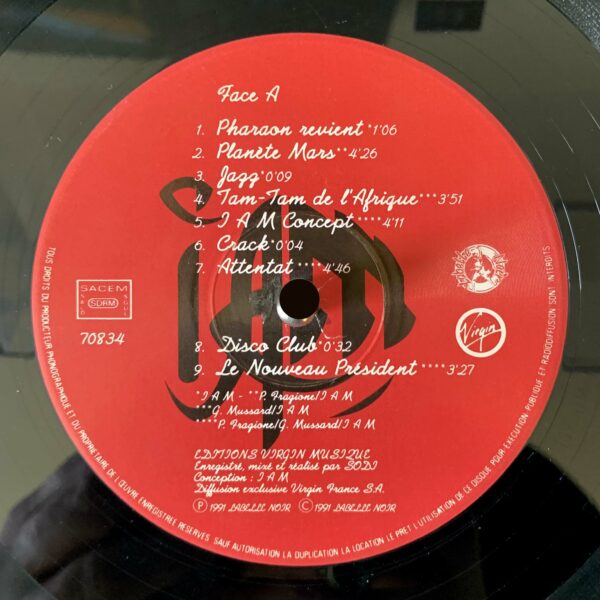 Face A
1. Pharaon revient *1'06
2. Planète Mars **4'26
3. Jazz *0'09
4. Tam-Tam de l'Afrique ***3'51
5. I A M Concept ****4'11
6. Crack *0'04
7. Attentat ****4'46
8. Disco Club *0'32
9. Le Nouveau Président ****3'27
*I A M - **P. Fragione/I A M
***G. Mussard/I A M
****P. Fragione/G. Mussard/I A M
EDITIONS VIRGIN MUSIQUE
Enregistré, mixé et réalisé par SODI
Conception : I A M
Diffusion exclusive Virgin France S.A.
℗ 1991 LABELLE NOIR © 1991 LABELLE NOIR
SACEM
SACD SDRM SGDL
70834
iAM
Virgin
TOUS DROITS DU PRODUCTEUR PHONOGRAPHIQUE ET DU PROPRIETAIRE DE L'ŒUVRE ENREGISTREE RESERVES SAUF AUTORISATION LA DUPLICATION LA LOCATION LE PRET L'UTILISATION DE CE DISQUE POUR EXECUTION PUBLIQUE ET RADIODIFFUSION SONT INTERDITS